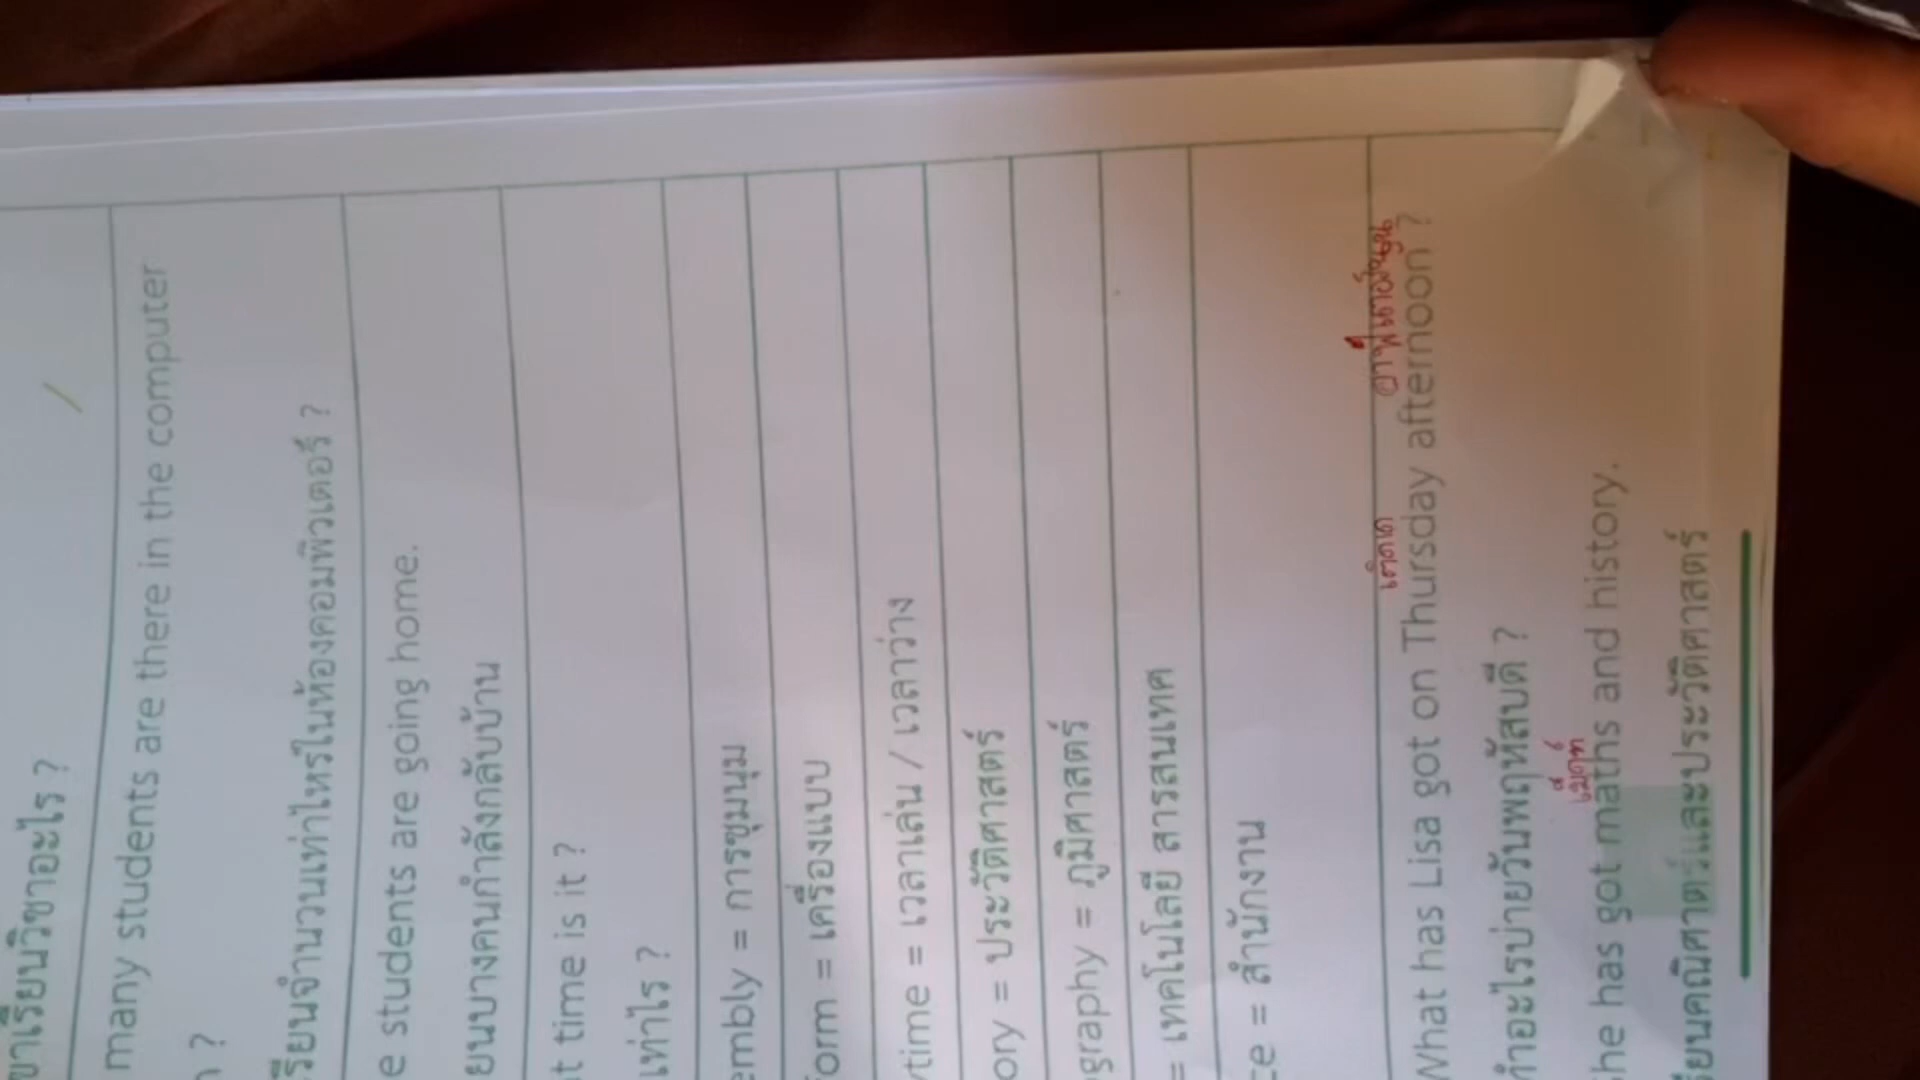 ขาเรียนวิชาอะไร ?
many students are there in the computer
?
เรียนจำนวนเท่าไหร่ในห้องคอมพิวเตอร์ ?
e students are going home.
ยนบางคนกำลังกลับบ้าน
t time is it ?
เท่าไร ?
embly = การชุมนุม
form = เครื่องแบบ
ytime = เวลาเล่น / เวลาว่าง
ory = ประวัติศาสตร์
graphy = ภูมิศาสตร์
= เทคโนโลยี สารสนเทศ
ce = สำนักงาน
What has Lisa got on Thursday afternoon ?
ทำอะไรบ่ายวันพฤหัสบดี ?
แม็ตท์
he has got maths and history.
รียนคณิศาตร์และประวัติศาสตร์